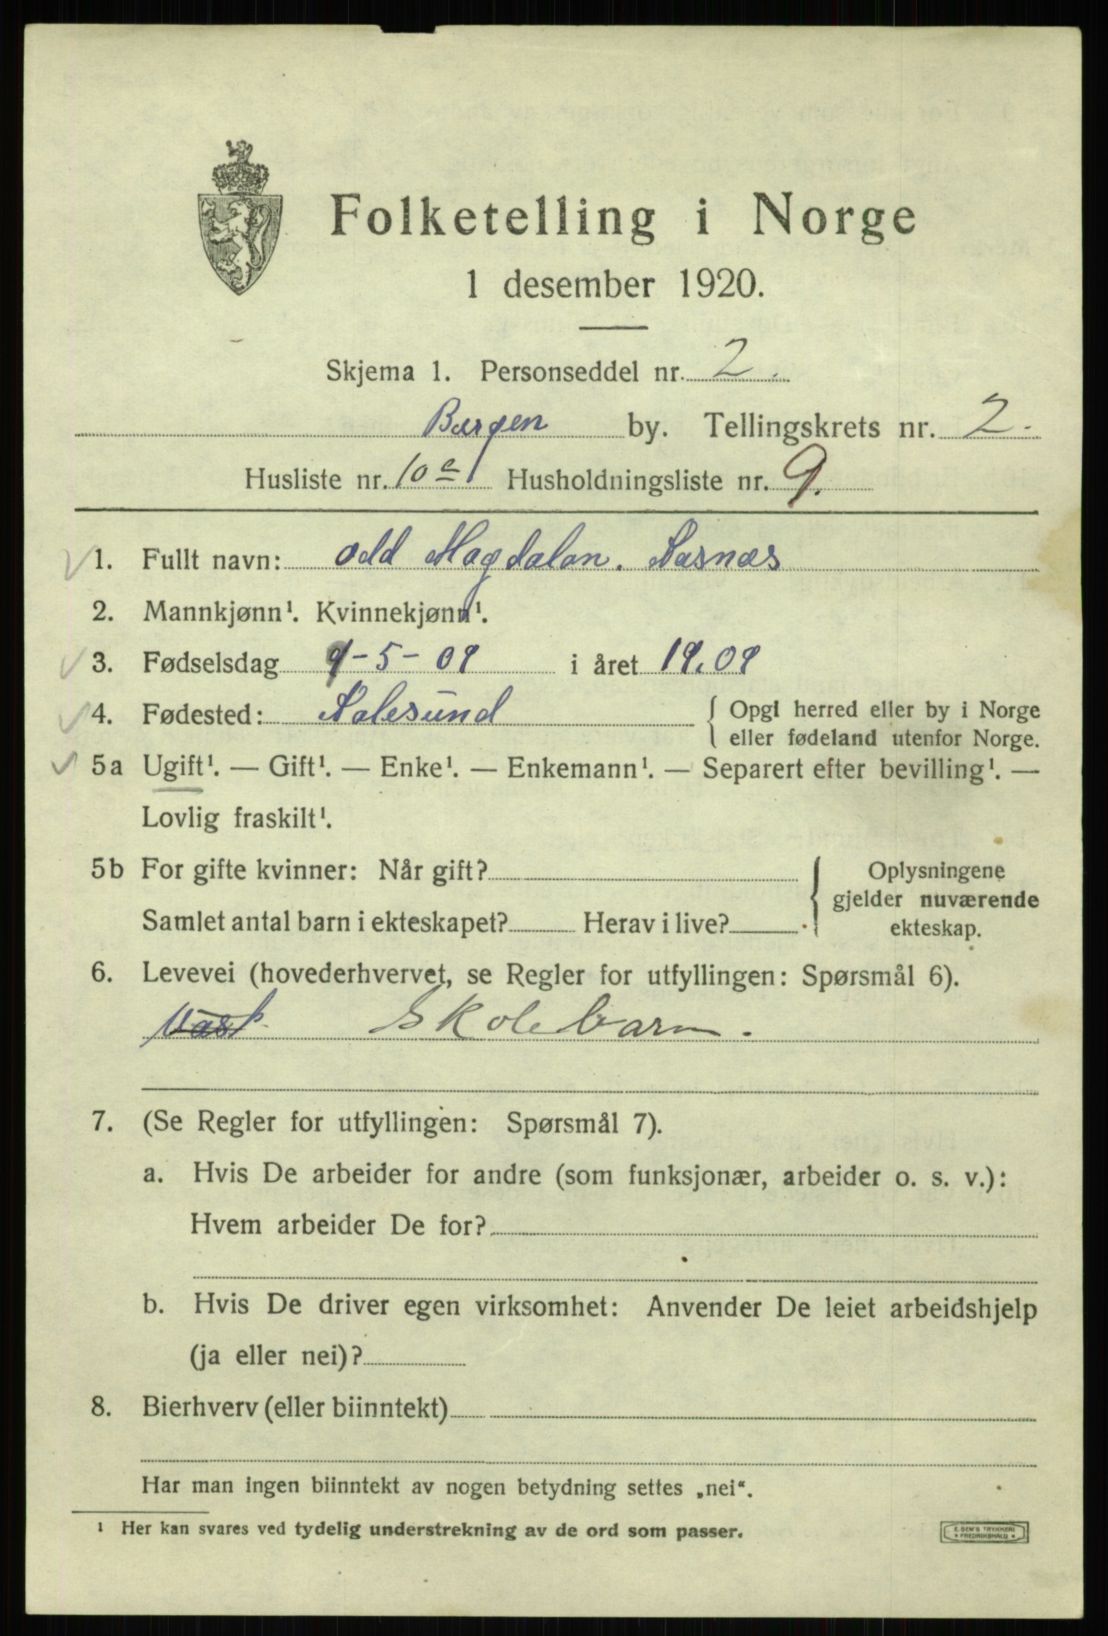 Folketelling i Norge
1 desember 1920.
Skjema 1. Personseddel nr. 2.
Bergen by. Tellingskrets nr. 2.
Husliste nr. 10 a Husholdningsliste nr. 9.
1. Fullt navn: Odd Magdalon. Aasnæs
2. Mannkjønn¹. Kvinnekjønn¹.
3. Fødselsdag 9-5-09 i året 19.09
4. Fødested: Aalesund { Opgi herred eller by i Norge
eller fødeland utenfor Norge.
5a Ugift¹. — Gift¹. — Enke¹. — Enkemann¹. — Separert efter bevilling¹. —
Lovlig fraskilt¹.
5b For gifte kvinner: Når gift? } Oplysningene
gjelder nuværende
Samlet antal barn i ekteskapet? Herav i live?
ekteskap.
6. Levevei (hovederhvervet, se Regler for utfyllingen: Spørsmål 6).
Skolebarn.
7. (Se Regler for utfyllingen: Spørsmål 7).
a. Hvis De arbeider for andre (som funksjonær, arbeider o. s. v.):
Hvem arbeider De for?
b. Hvis De driver egen virksomhet: Anvender De leiet arbeidshjelp
(ja eller nei)?
8. Bierhverv (eller biinntekt)
Har man ingen biinntekt av nogen betydning settes „nei“.
¹ Her kan svares ved tydelig understrekning av de ord som passer.